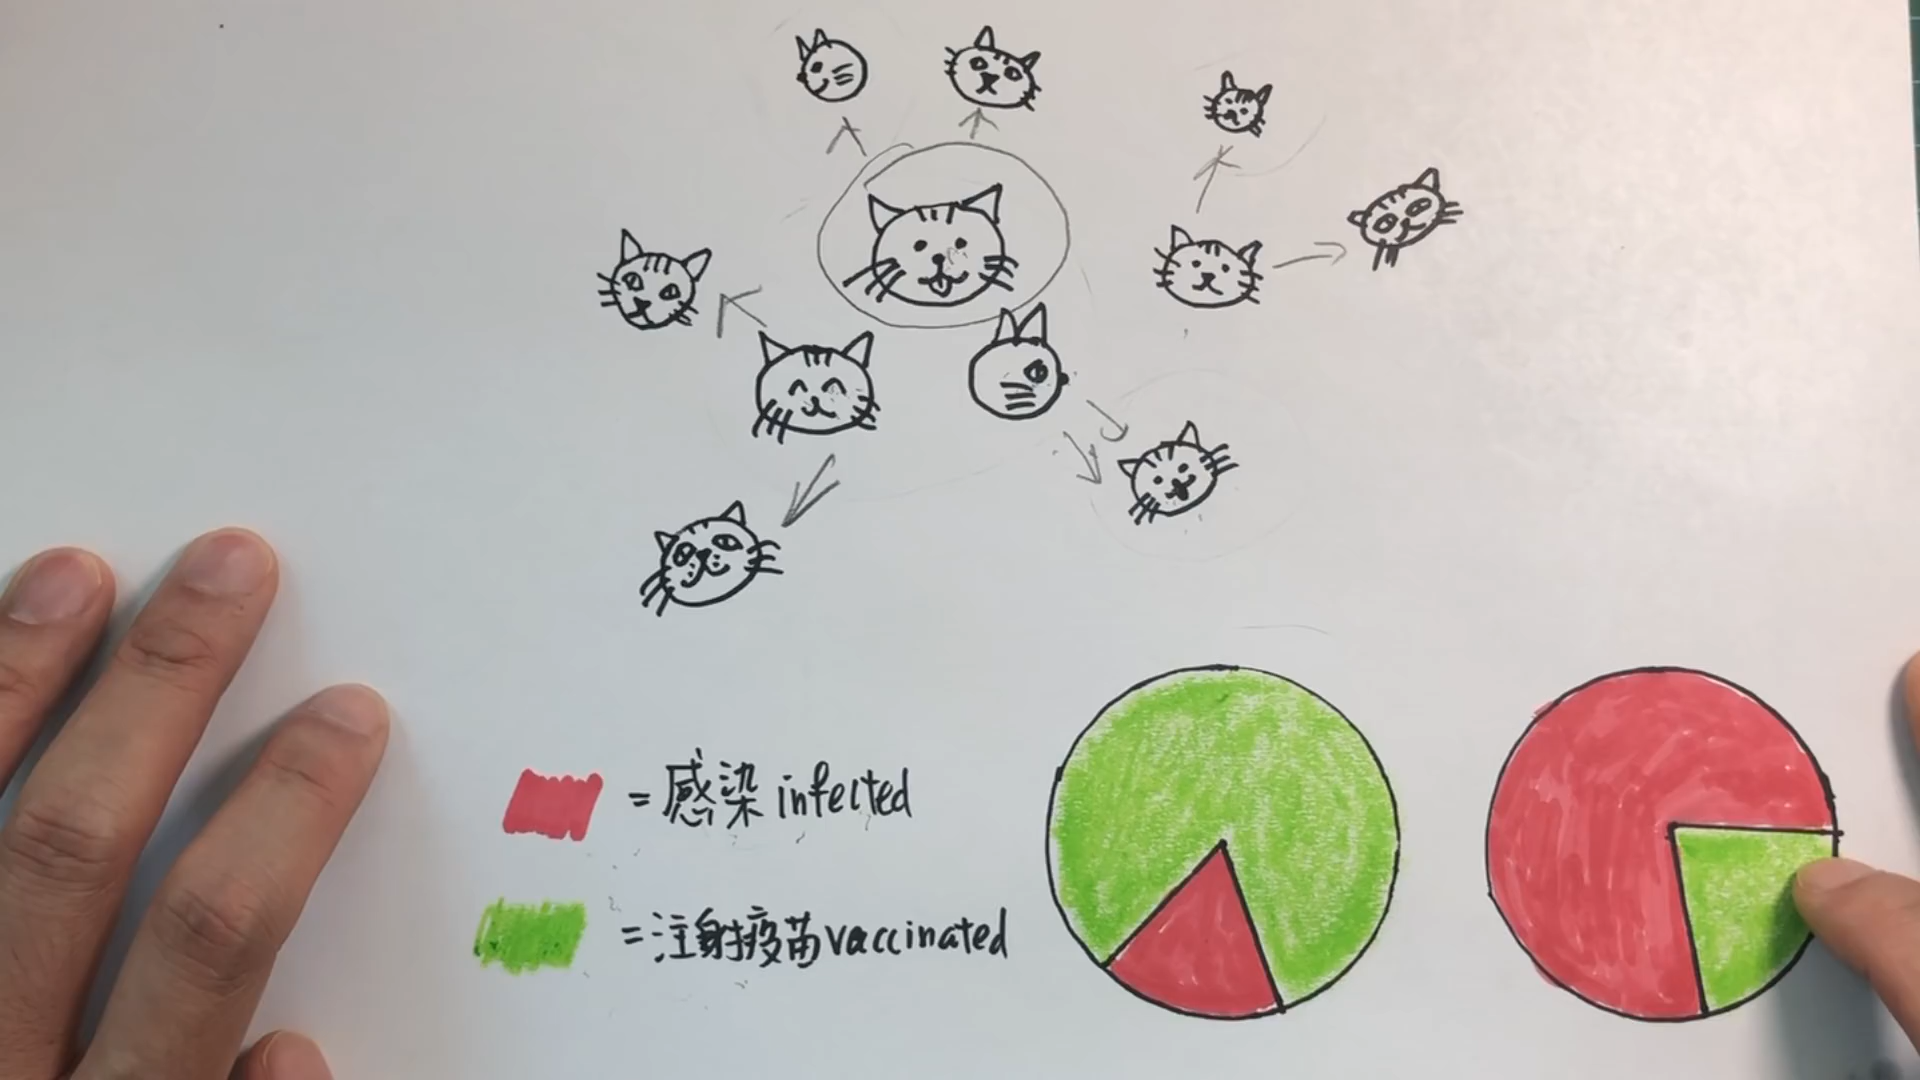 = 感染 infected
= 注射疫苗 vaccinated